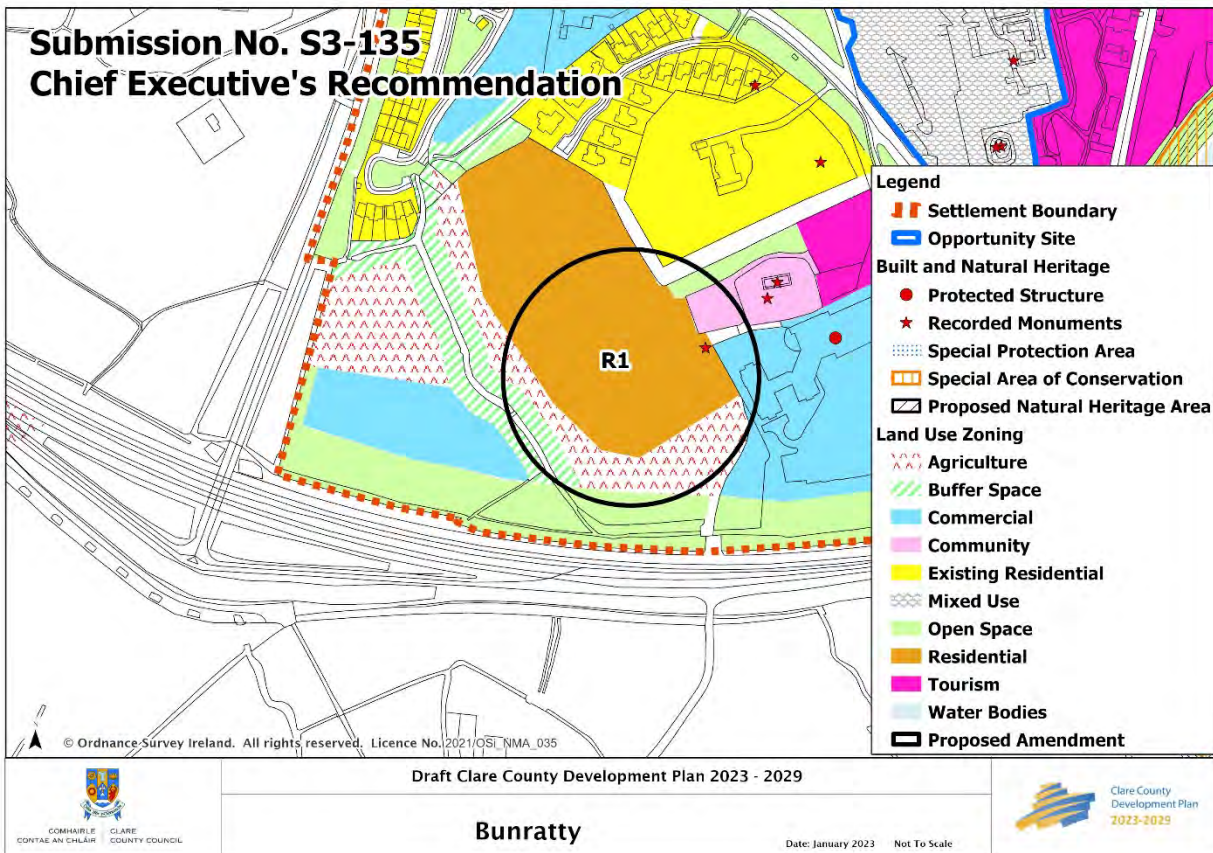 Submission No. S3-135
Chief Executive's Recommendation
R1
Legend
Settlement Boundary
Opportunity Site
Built and Natural Heritage
Protected Structure
Recorded Monuments
Special Protection Area
Special Area of Conservation
Proposed Natural Heritage Area
Land Use Zoning
Agriculture
Buffer Space
Commercial
Community
Existing Residential
Mixed Use
Open Space
Residential
Tourism
Water Bodies
Proposed Amendment
© Ordnance Survey Ireland. All rights reserved. Licence No. 2021/OSi_NMA_035
COMHAIRLE CONTAE AN CHLÁIR
CLARE COUNTY COUNCIL
Draft Clare County Development Plan 2023 - 2029
Bunratty
Date: January 2023 Not To Scale
Clare County
Development Plan
2023-2029